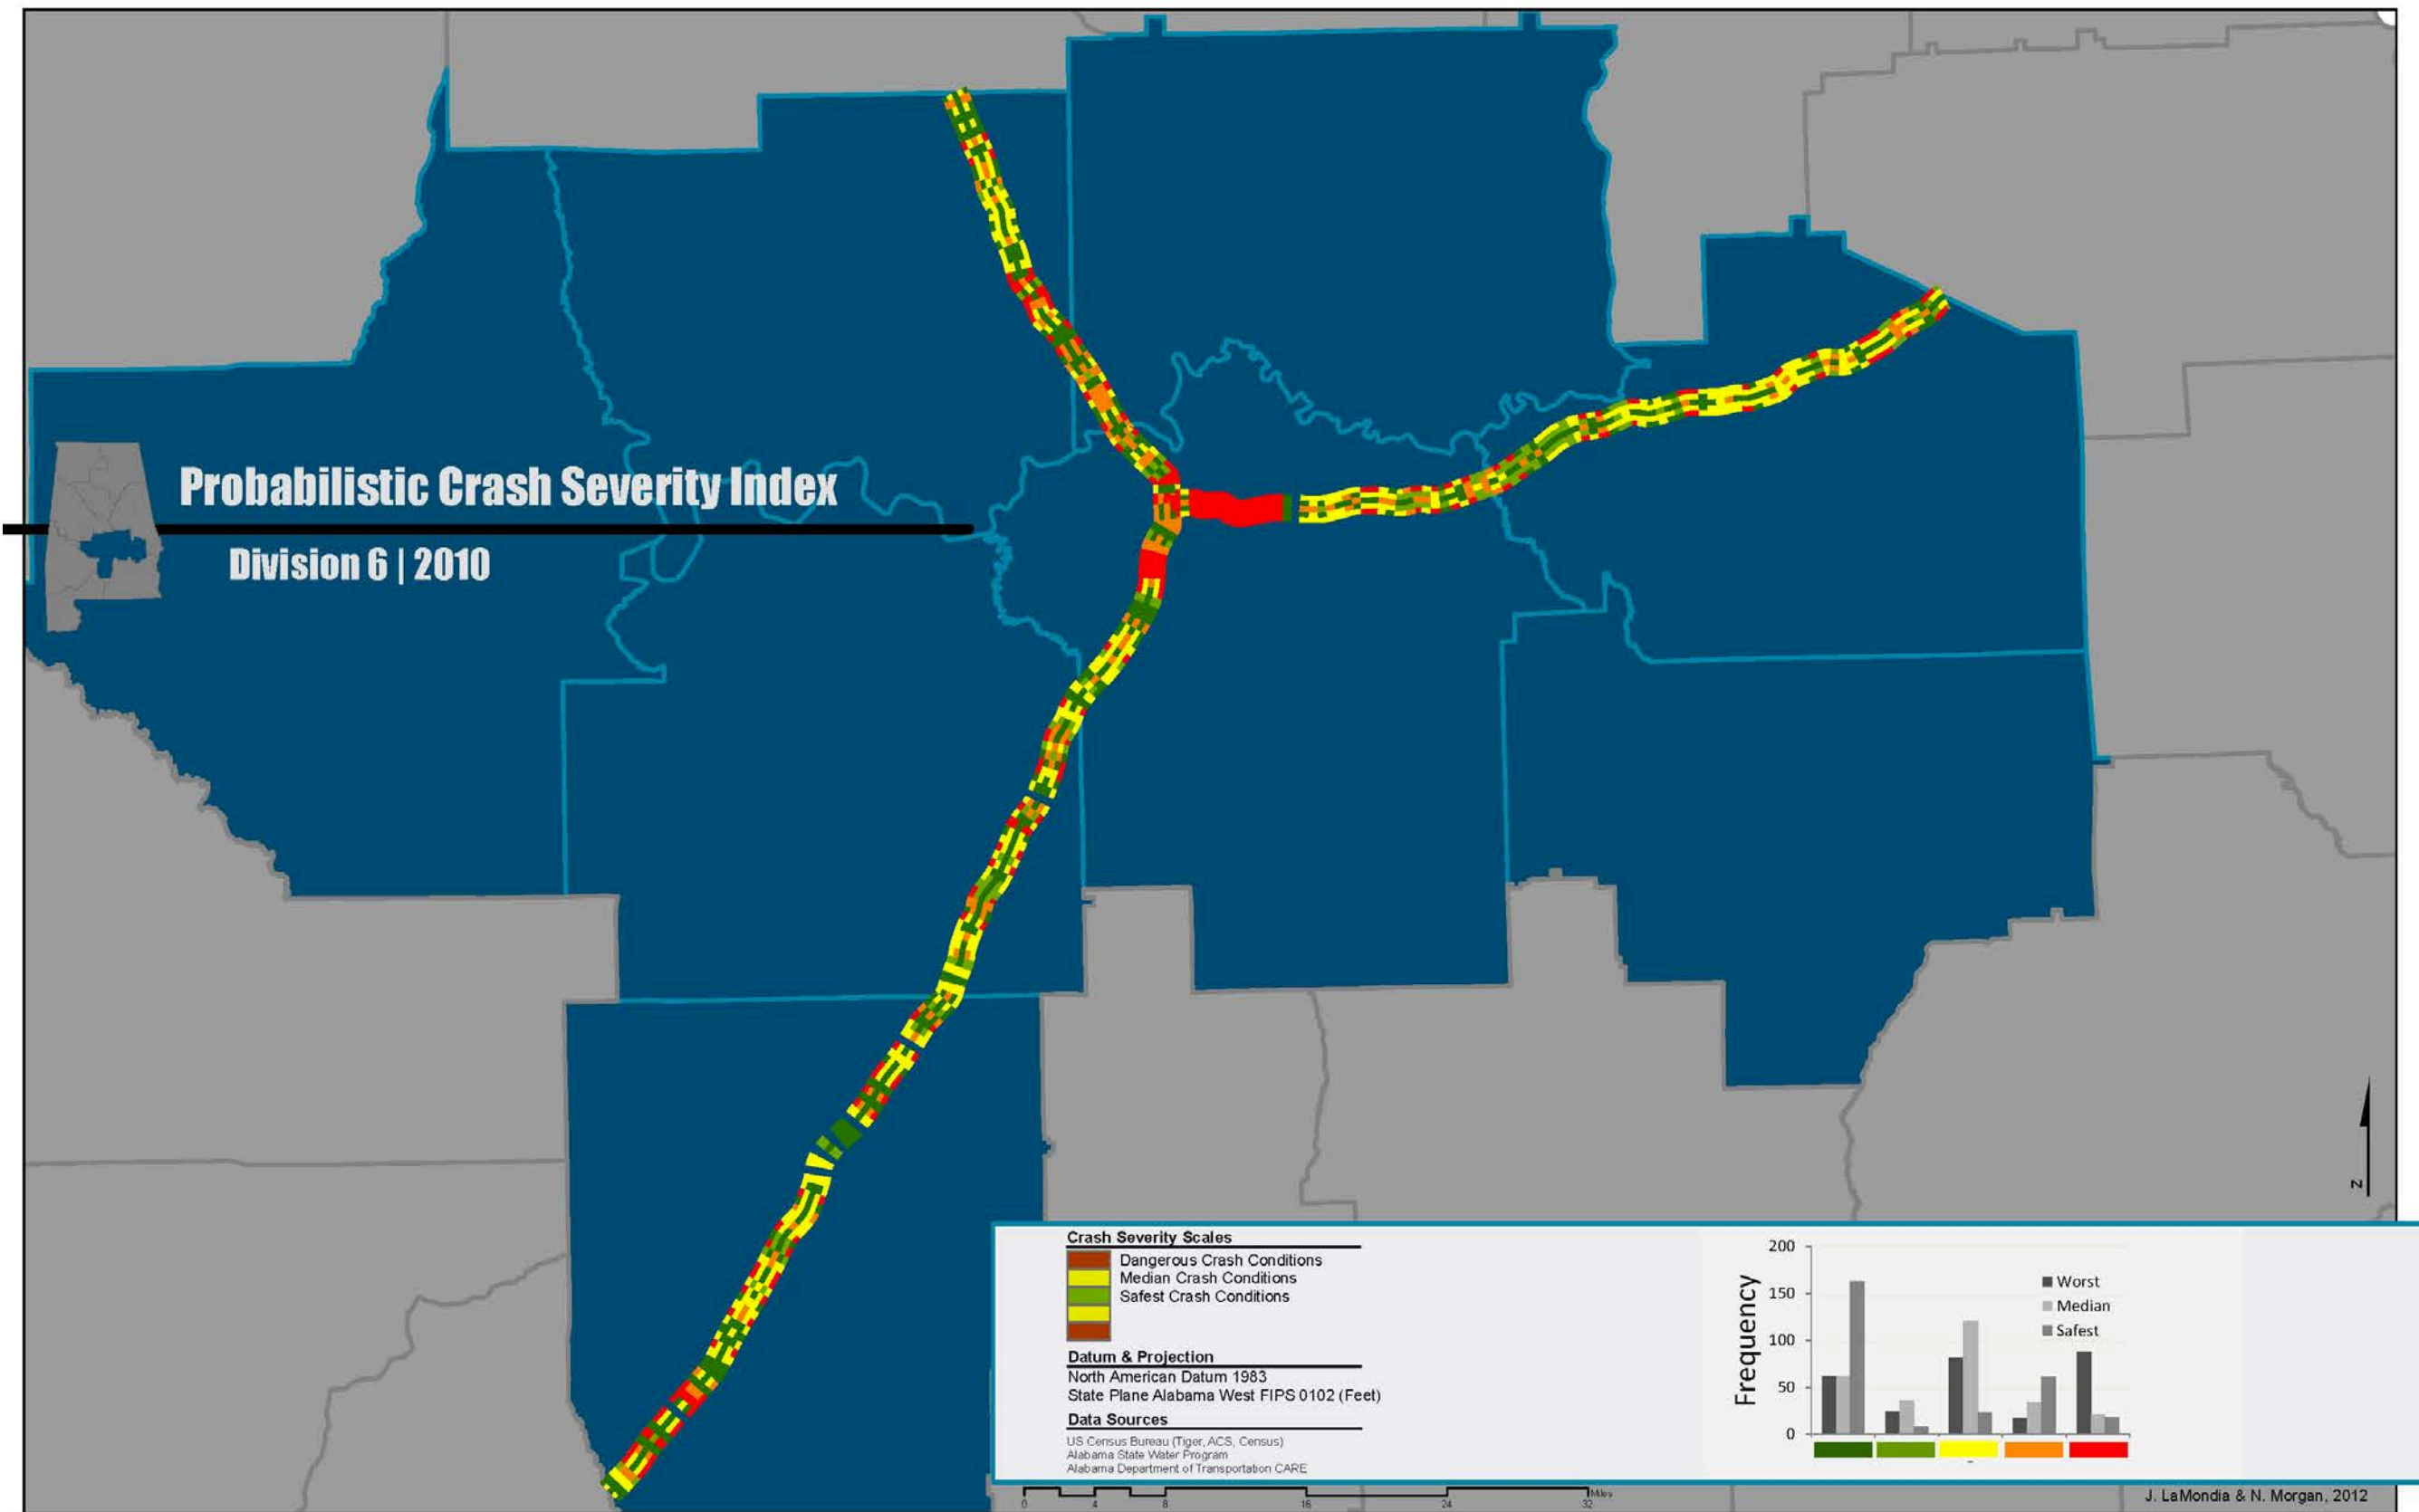 Probabilistic Crash Severity Index
Division 6 | 2010
Crash Severity Scales
Dangerous Crash Conditions
Median Crash Conditions
Safest Crash Conditions
Datum & Projection
North American Datum 1983
State Plane Alabama West FIPS 0102 (Feet)
Data Sources
US Census Bureau (Tiger, ACS, Census)
Alabama State Water Program
Alabama Department of Transportation CARE
Frequency
200
150
100
50
0
Worst
Median
Safest
N
0 4 8 16 24 32 Miles
J. LaMondia & N. Morgan, 2012